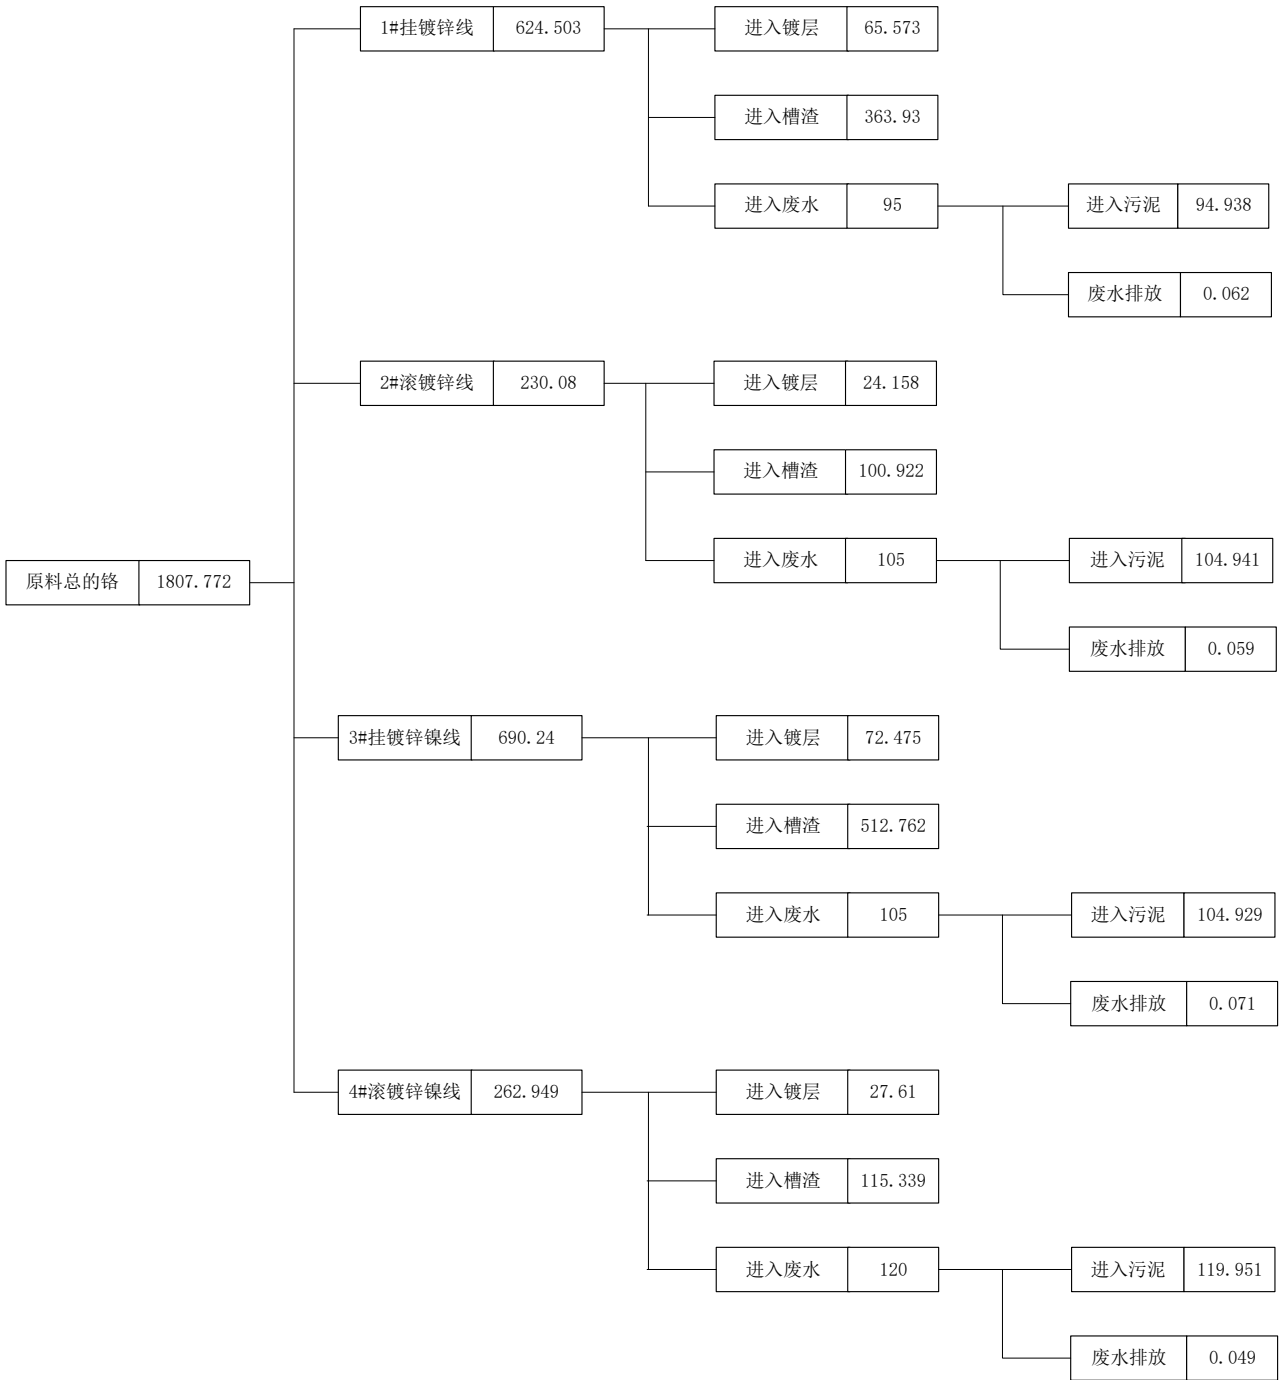 1#挂镀锌线 624.503 进入镀层 65.573
进入槽渣 363.93
进入废水 95 进入污泥 94.938
废水排放 0.062
2#滚镀锌线 230.08 进入镀层 24.158
进入槽渣 100.922
进入废水 105 进入污泥 104.941
原料总的铬 1807.772
废水排放 0.059
3#挂镀锌镍线 690.24 进入镀层 72.475
进入槽渣 512.762
进入废水 105 进入污泥 104.929
废水排放 0.071
4#滚镀锌镍线 262.949 进入镀层 27.61
进入槽渣 115.339
进入废水 120 进入污泥 119.951
废水排放 0.049